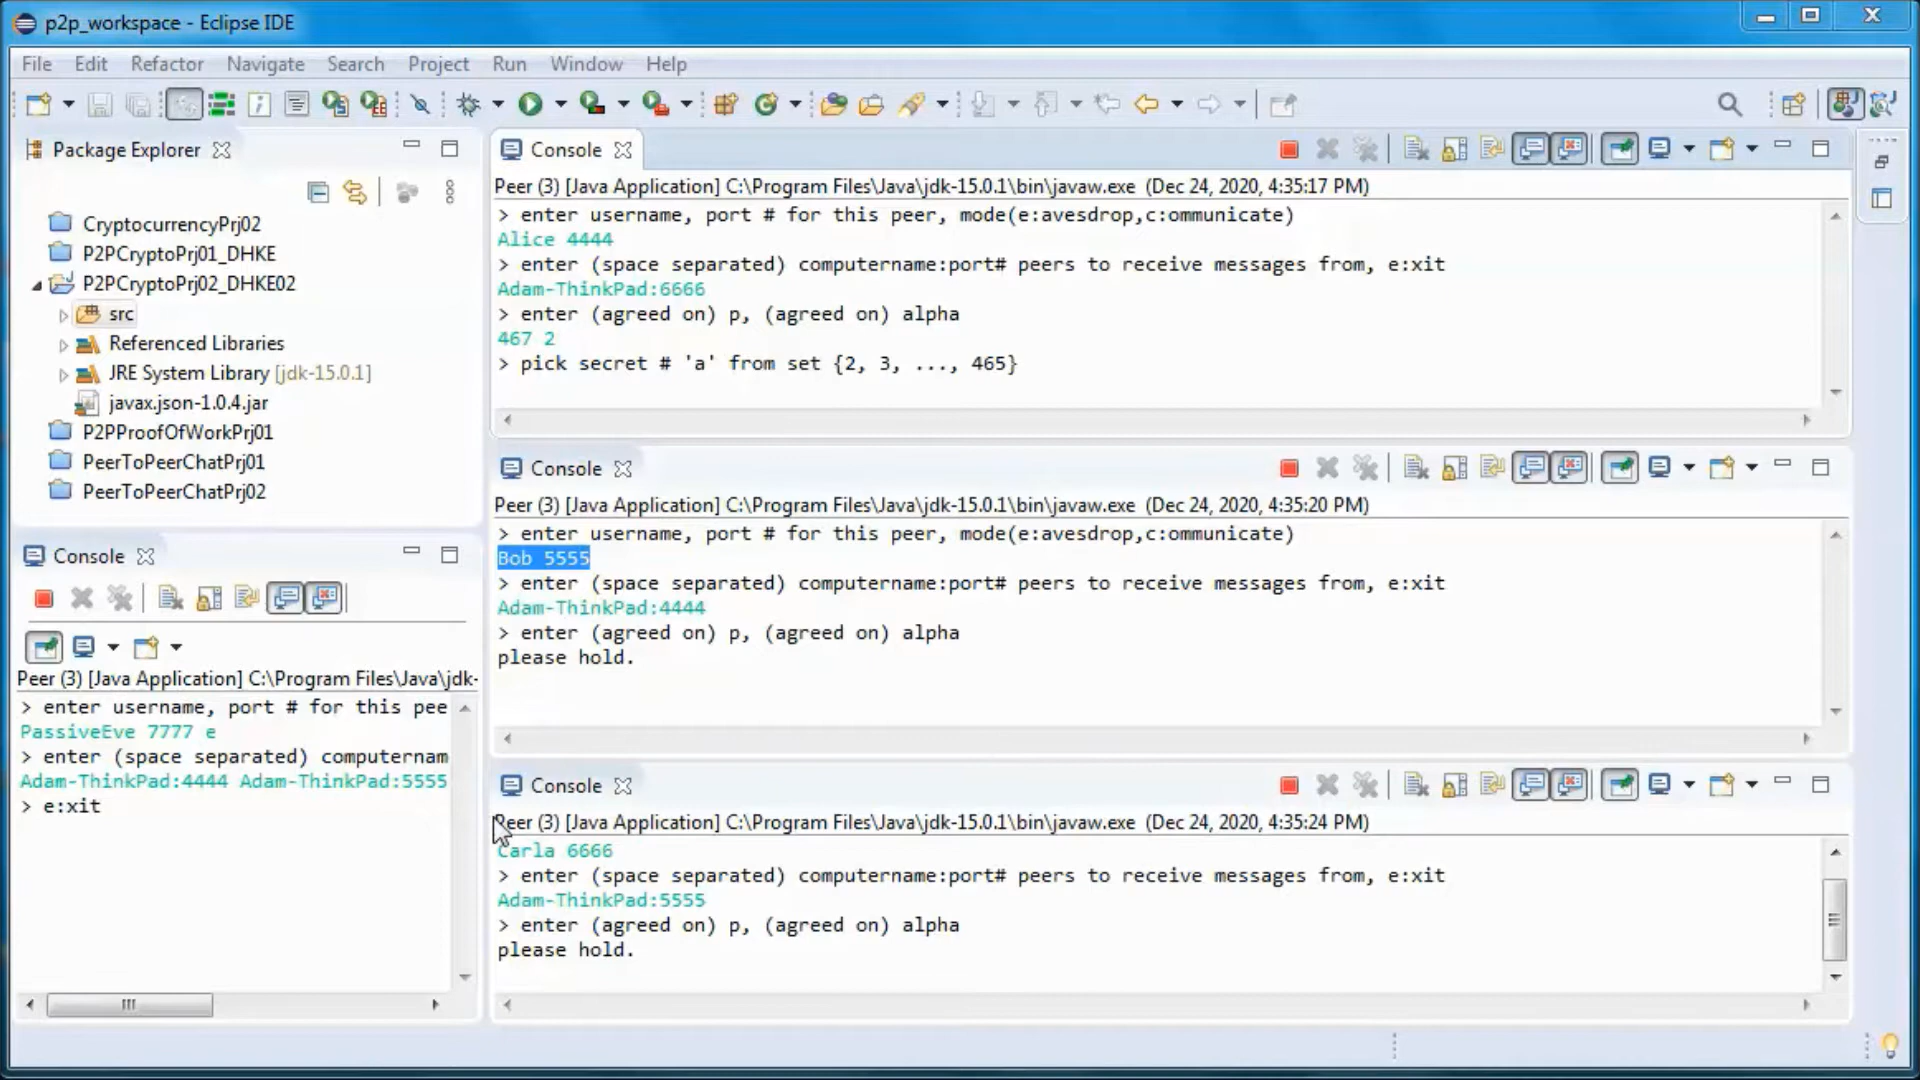 p2p_workspace - Eclipse IDE
File Edit Refactor Navigate Search Project Run Window Help
Package Explorer
CryptocurrencyPrj02
P2PCryptoPrj01_DHKE
P2PCryptoPrj02_DHKE02
src
Referenced Libraries
JRE System Library [jdk-15.0.1]
javax.json-1.0.4.jar
P2PProofOfWorkPrj01
PeerToPeerChatPrj01
PeerToPeerChatPrj02
Console
Peer (3) [Java Application] C:\Program Files\Java\jdk-
> enter username, port # for this pee
PassiveEve 7777 e
> enter (space separated) computernam
Adam-ThinkPad:4444 Adam-ThinkPad:5555
> e:xit
Console
Peer (3) [Java Application] C:\Program Files\Java\jdk-15.0.1\bin\javaw.exe (Dec 24, 2020, 4:35:17 PM)
> enter username, port # for this peer, mode(e:avesdrop,c:ommunicate)
Alice 4444
> enter (space separated) computername:port# peers to receive messages from, e:xit
Adam-ThinkPad:6666
> enter (agreed on) p, (agreed on) alpha
467 2
> pick secret # 'a' from set {2, 3, ..., 465}
Console
Peer (3) [Java Application] C:\Program Files\Java\jdk-15.0.1\bin\javaw.exe (Dec 24, 2020, 4:35:20 PM)
> enter username, port # for this peer, mode(e:avesdrop,c:ommunicate)
Bob 5555
> enter (space separated) computername:port# peers to receive messages from, e:xit
Adam-ThinkPad:4444
> enter (agreed on) p, (agreed on) alpha
please hold.
Console
Peer (3) [Java Application] C:\Program Files\Java\jdk-15.0.1\bin\javaw.exe (Dec 24, 2020, 4:35:24 PM)
Carla 6666
> enter (space separated) computername:port# peers to receive messages from, e:xit
Adam-ThinkPad:5555
> enter (agreed on) p, (agreed on) alpha
please hold.